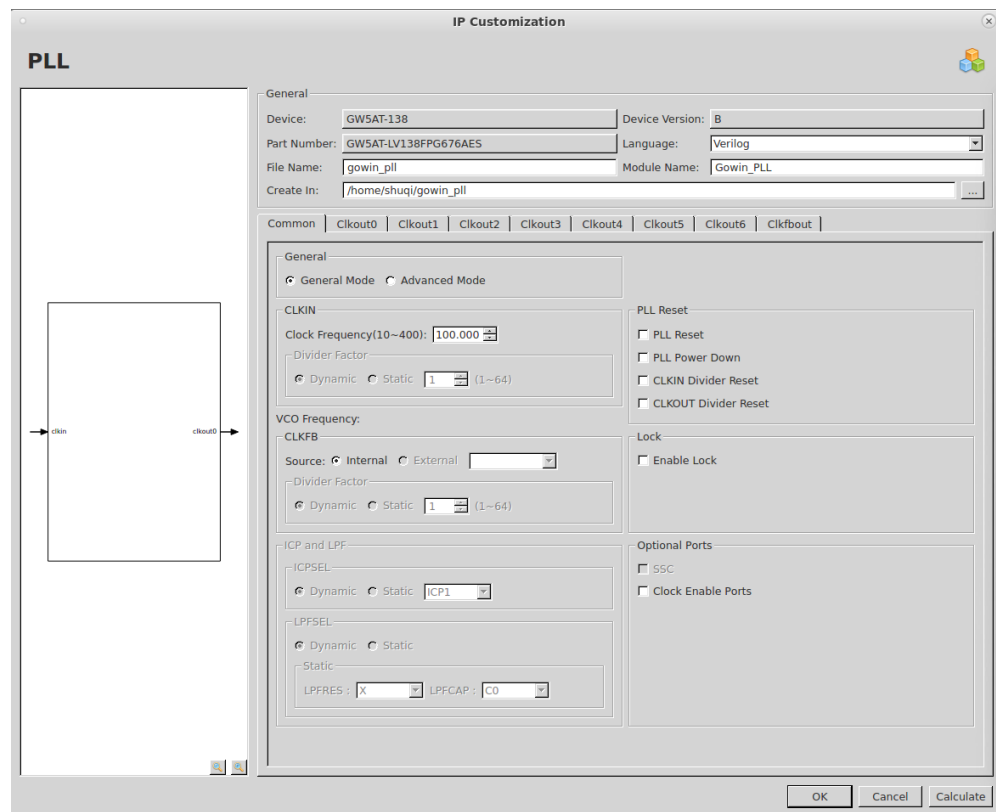 IP Customization
PLL
General
Device: GW5AT-138 Device Version: B
Part Number: GW5AT-LV138FPG676AES Language: Verilog
File Name: gowin_pll Module Name: Gowin_PLL
Create In: /home/shuqi/gowin_pll ...
Common Clkout0 Clkout1 Clkout2 Clkout3 Clkout4 Clkout5 Clkout6 Clkfbout
General
General Mode Advanced Mode
CLKIN
Clock Frequency(10~400): 100.000
Divider Factor
Dynamic Static 1 (1~64)
VCO Frequency:
CLKFB
Source: Internal External
Divider Factor
Dynamic Static 1 (1~64)
ICP and LPF
ICPSEL
Dynamic Static ICP1
LPFSEL
Dynamic Static
Static
LPFRES : X LPFCAP : C0
PLL Reset
PLL Reset
PLL Power Down
CLKIN Divider Reset
CLKOUT Divider Reset
Lock
Enable Lock
Optional Ports
SSC
Clock Enable Ports
clkin clkout0
OK Cancel Calculate